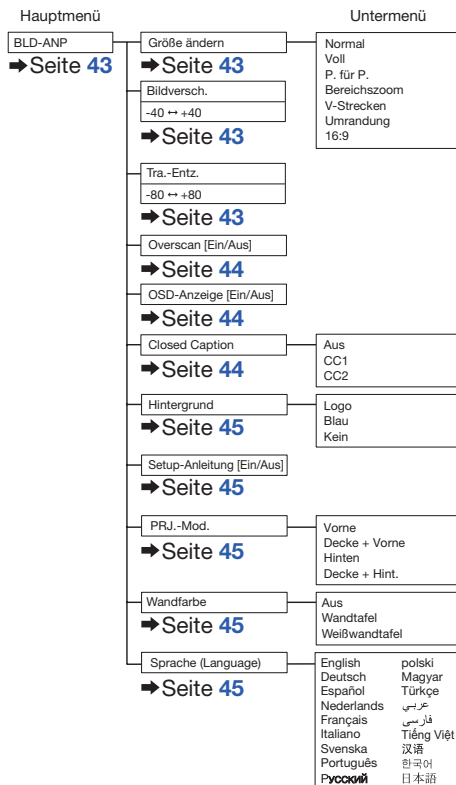 Hauptmenü
Untermenü
BLD-ANP
➡Seite 43
Größe ändern
➡Seite 43
Normal
Voll
P. für P.
Bereichszoom
V-Strecken
Umrandung
16:9
Bildversch.
-40 ↔ +40
➡Seite 43
Tra.-Entz.
-80 ↔ +80
➡Seite 43
Overscan [Ein/Aus]
➡Seite 44
OSD-Anzeige [Ein/Aus]
➡Seite 44
Closed Caption
➡Seite 44
Aus
CC1
CC2
Hintergrund
➡Seite 45
Logo
Blau
Kein
Setup-Anleitung [Ein/Aus]
➡Seite 45
PRJ.-Mod.
➡Seite 45
Vorne
Decke + Vorne
Hinten
Decke + Hint.
Wandfarbe
➡Seite 45
Aus
Wandtafel
Weißwandtafel
Sprache (Language)
➡Seite 45
English
Deutsch
Español
Nederlands
Français
Italiano
Svenska
Português
Русский
polski
Magyar
Türkçe
عربي
فارسی
Tiếng Việt
汉语
한국어
日本語